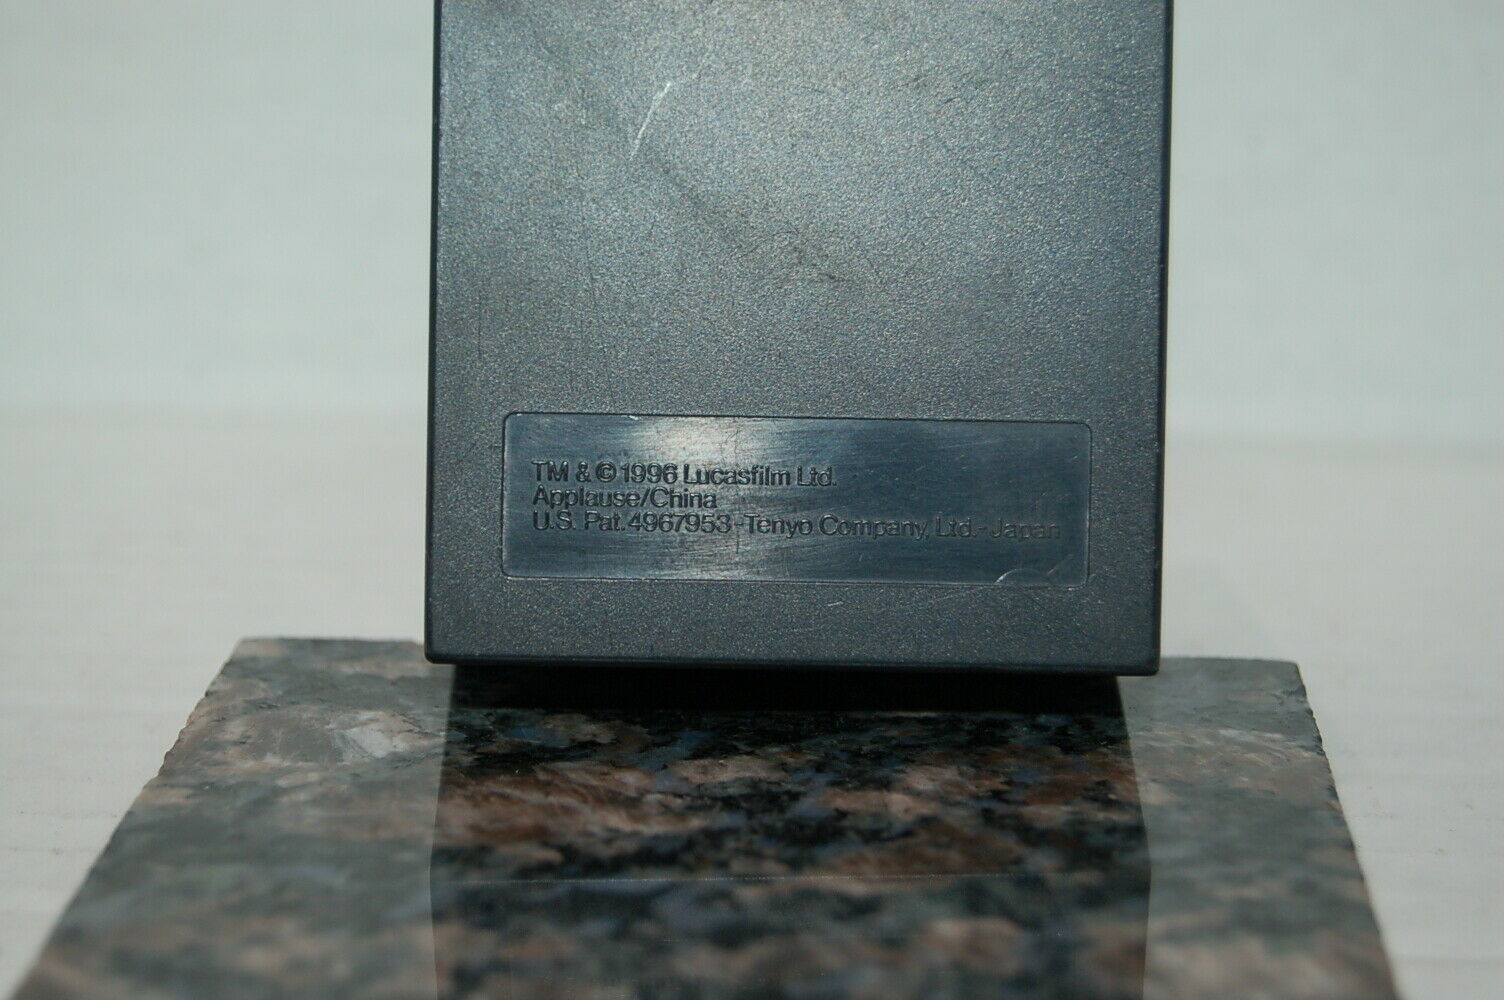 TM & © 1996 Lucasfilm Ltd.
Applause/China
U.S. Pat. 4967953-Tenyo Company, Ltd.-Japan